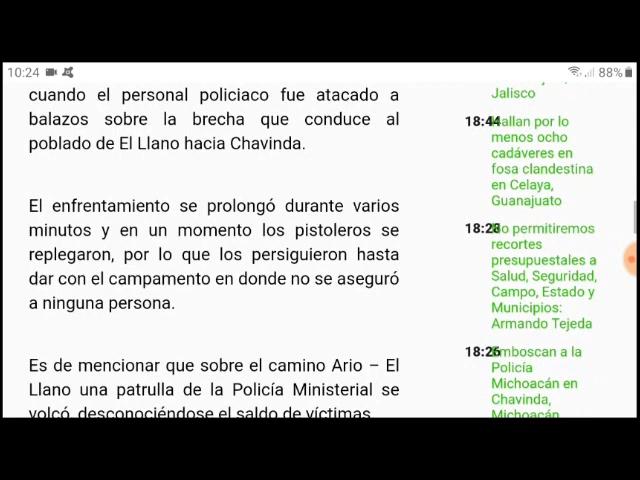 10:24
88%
cuando el personal policiaco fue atacado a
balazos sobre la brecha que conduce al
poblado de El Llano hacia Chavinda.
El enfrentamiento se prolongó durante varios
minutos y en un momento los pistoleros se
replegaron, por lo que los persiguieron hasta
dar con el campamento en donde no se aseguró
a ninguna persona.
Es de mencionar que sobre el camino Ario – El
Llano una patrulla de la Policía Ministerial se
volcó, desconociéndose el saldo de víctimas
Jalisco
18:44 Hallan por lo
menos ocho
cadáveres en
fosa clandestina
en Celaya,
Guanajuato
18:28 No permitiremos
recortes
presupuestales a
Salud, Seguridad,
Campo, Estado y
Municipios:
Armando Tejeda
18:26 Emboscan a la
Policía
Michoacán en
Chavinda,
Michoacán